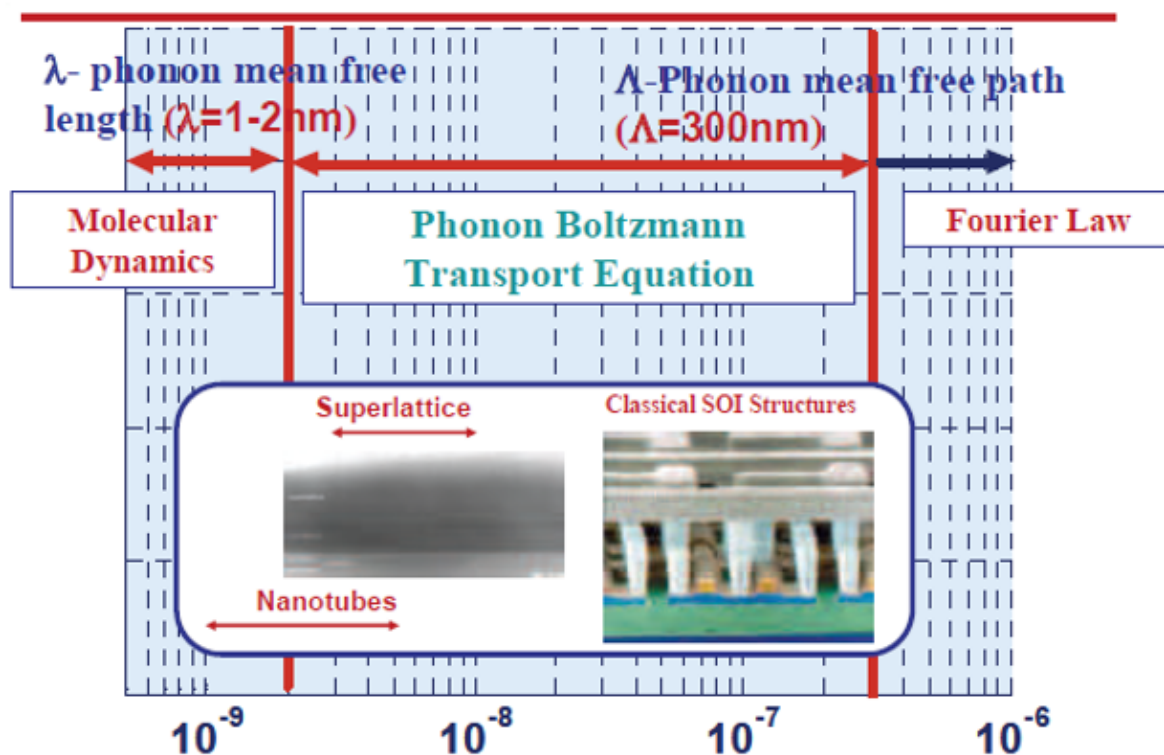 λ- phonon mean free
length (λ=1-2nm)
Λ-Phonon mean free path
(Λ=300nm)
Molecular
Dynamics
Phonon Boltzmann
Transport Equation
Fourier Law
Superlattice
Classical SOI Structures
Nanotubes
10⁻⁹
10⁻⁸
10⁻⁷
10⁻⁶